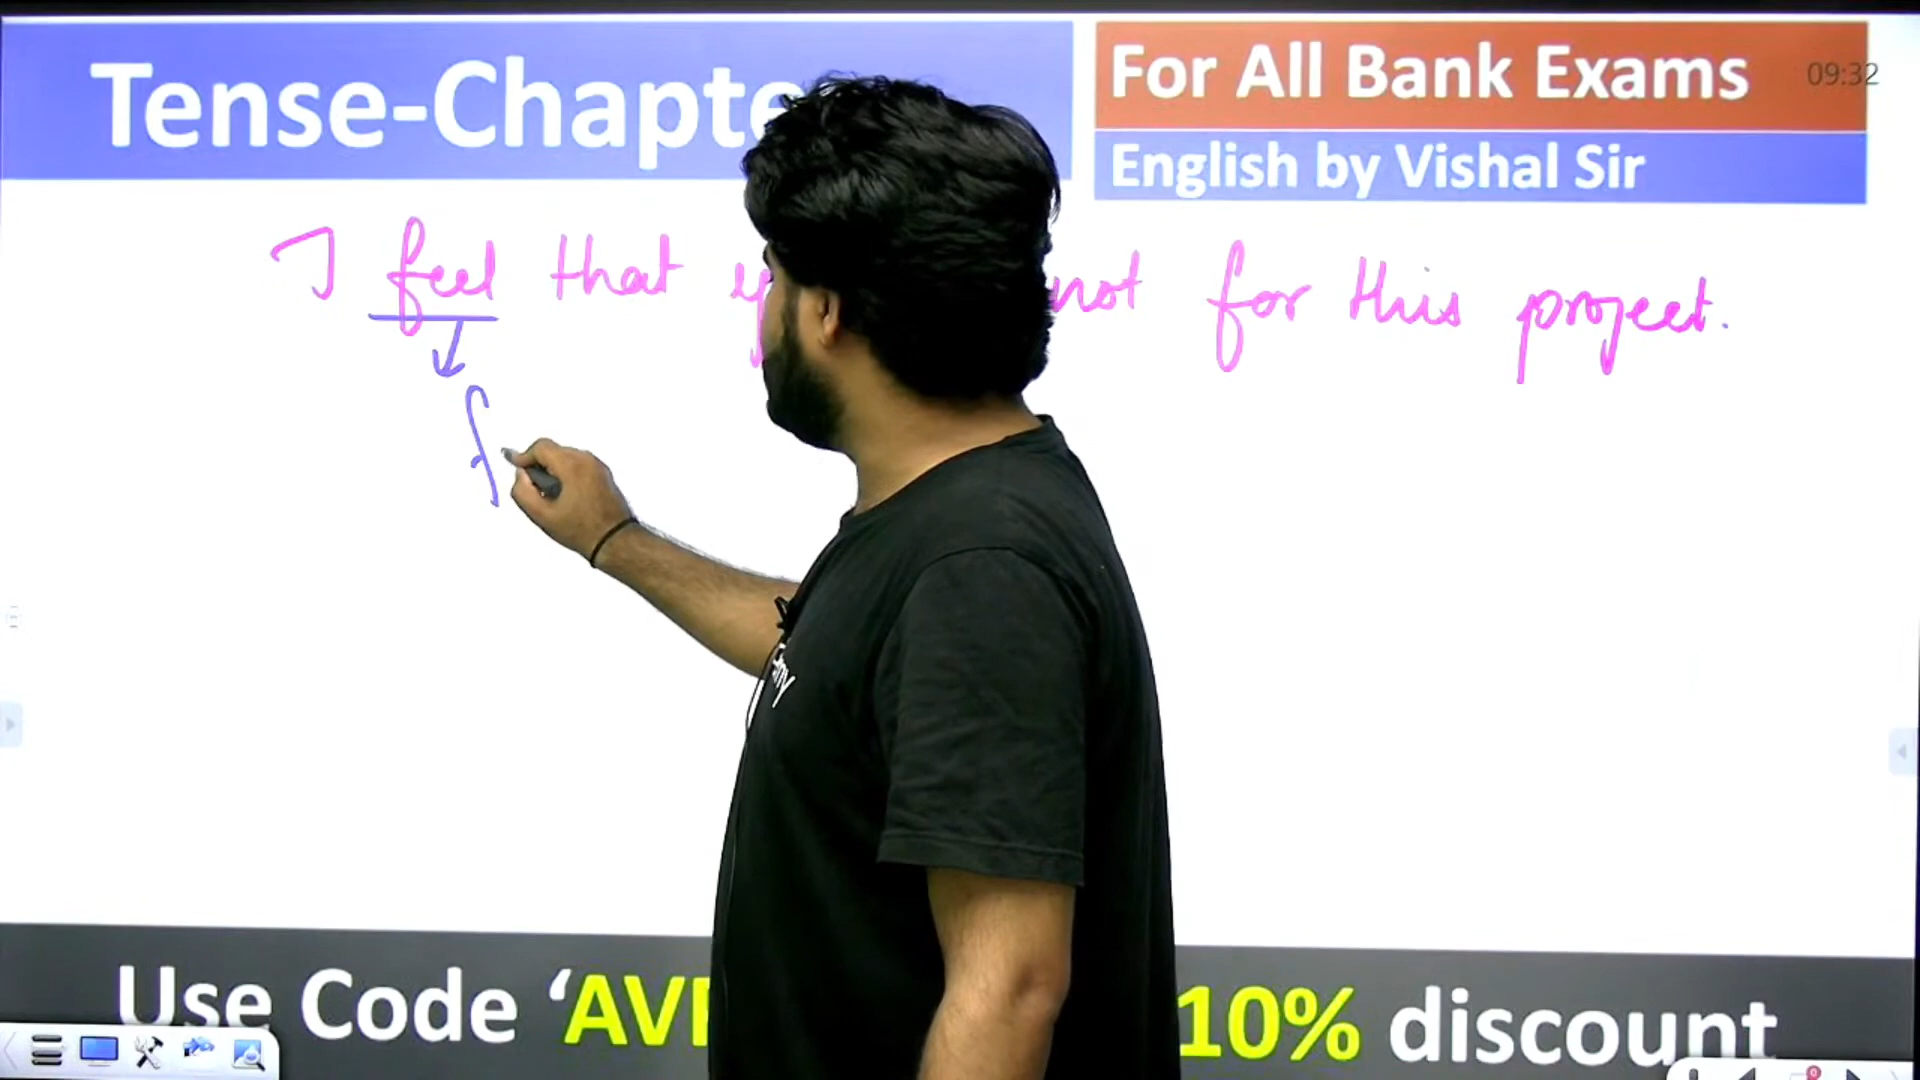 Tense-Chapte
For All Bank Exams
09:32
English by Vishal Sir
I feel that not for this project.
f
Use Code ‘AV 10% discount